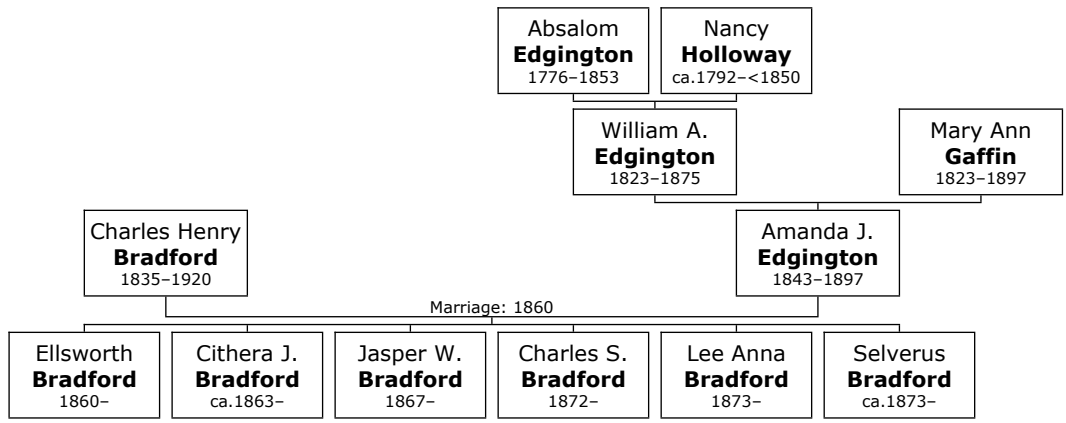 Absalom
Edgington
1776–1853
Nancy
Holloway
ca.1792–<1850
William A.
Edgington
1823–1875
Mary Ann
Gaffin
1823–1897
Charles Henry
Bradford
1835–1920
Amanda J.
Edgington
1843–1897
Marriage: 1860
Ellsworth
Bradford
1860–
Cithera J.
Bradford
ca.1863–
Jasper W.
Bradford
1867–
Charles S.
Bradford
1872–
Lee Anna
Bradford
1873–
Selverus
Bradford
ca.1873–